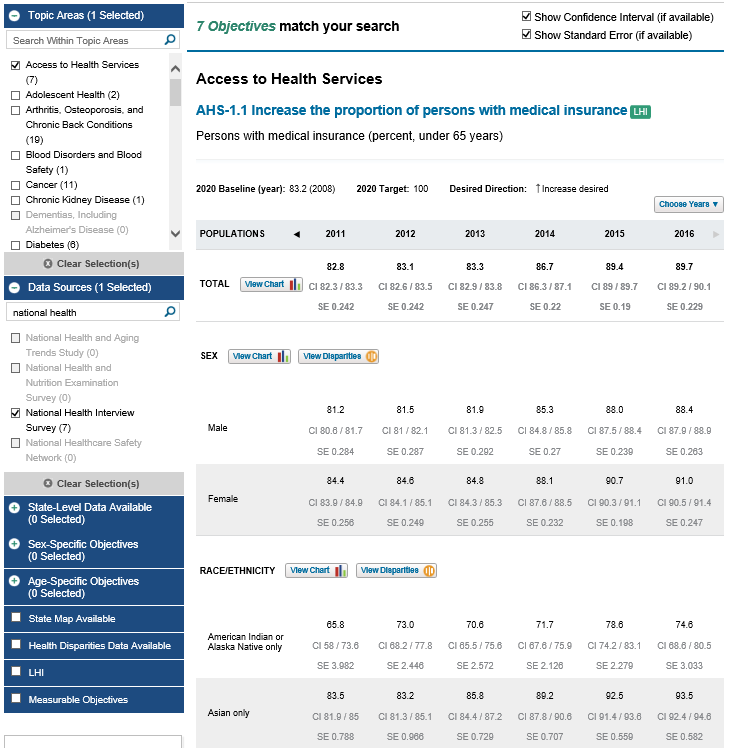 Topic Areas (1 Selected)
Search Within Topic Areas
Access to Health Services
(7)
Adolescent Health (2)
Arthritis, Osteoporosis, and
Chronic Back Conditions
(19)
Blood Disorders and Blood
Safety (1)
Cancer (11)
Chronic Kidney Disease (1)
Dementias, Including
Alzheimer's Disease (0)
Diabetes (6)
Clear Selection(s)
Data Sources (1 Selected)
national health
National Health and Aging
Trends Study (0)
National Health and
Nutrition Examination
Survey (0)
National Health Interview
Survey (7)
National Healthcare Safety
Network (0)
Clear Selection(s)
State-Level Data Available
(0 Selected)
Sex-Specific Objectives
(0 Selected)
Age-Specific Objectives
(0 Selected)
State Map Available
Health Disparities Data Available
LHI
Measurable Objectives
7 Objectives match your search
Show Confidence Interval (if available)
Show Standard Error (if available)
Access to Health Services
AHS-1.1 Increase the proportion of persons with medical insurance LHI
Persons with medical insurance (percent, under 65 years)
2020 Baseline (year): 83.2 (2008) 2020 Target: 100 Desired Direction: ↑Increase desired
Choose Years ▼
POPULATIONS ◄ 2011 2012 2013 2014 2015 2016 ►
82.8 83.1 83.3 86.7 89.4 89.7
TOTAL View Chart CI 82.3 / 83.3 CI 82.6 / 83.5 CI 82.9 / 83.8 CI 86.3 / 87.1 CI 89 / 89.7 CI 89.2 / 90.1
SE 0.242 SE 0.242 SE 0.247 SE 0.22 SE 0.19 SE 0.229
SEX View Chart View Disparities
81.2 81.5 81.9 85.3 88.0 88.4
Male CI 80.6 / 81.7 CI 81 / 82.1 CI 81.3 / 82.5 CI 84.8 / 85.8 CI 87.5 / 88.4 CI 87.9 / 88.9
SE 0.284 SE 0.287 SE 0.292 SE 0.27 SE 0.239 SE 0.263
84.4 84.6 84.8 88.1 90.7 91.0
Female CI 83.9 / 84.9 CI 84.1 / 85.1 CI 84.3 / 85.3 CI 87.6 / 88.5 CI 90.3 / 91.1 CI 90.5 / 91.4
SE 0.256 SE 0.249 SE 0.255 SE 0.232 SE 0.198 SE 0.247
RACE/ETHNICITY View Chart View Disparities
65.8 73.0 70.6 71.7 78.6 74.6
American Indian or
Alaska Native only CI 58 / 73.6 CI 68.2 / 77.8 CI 65.5 / 75.6 CI 67.6 / 75.9 CI 74.2 / 83.1 CI 68.6 / 80.5
SE 3.982 SE 2.446 SE 2.572 SE 2.126 SE 2.279 SE 3.033
83.5 83.2 85.8 89.2 92.5 93.5
Asian only CI 81.9 / 85 CI 81.3 / 85.1 CI 84.4 / 87.2 CI 87.8 / 90.6 CI 91.4 / 93.6 CI 92.4 / 94.6
SE 0.788 SE 0.966 SE 0.729 SE 0.707 SE 0.559 SE 0.582